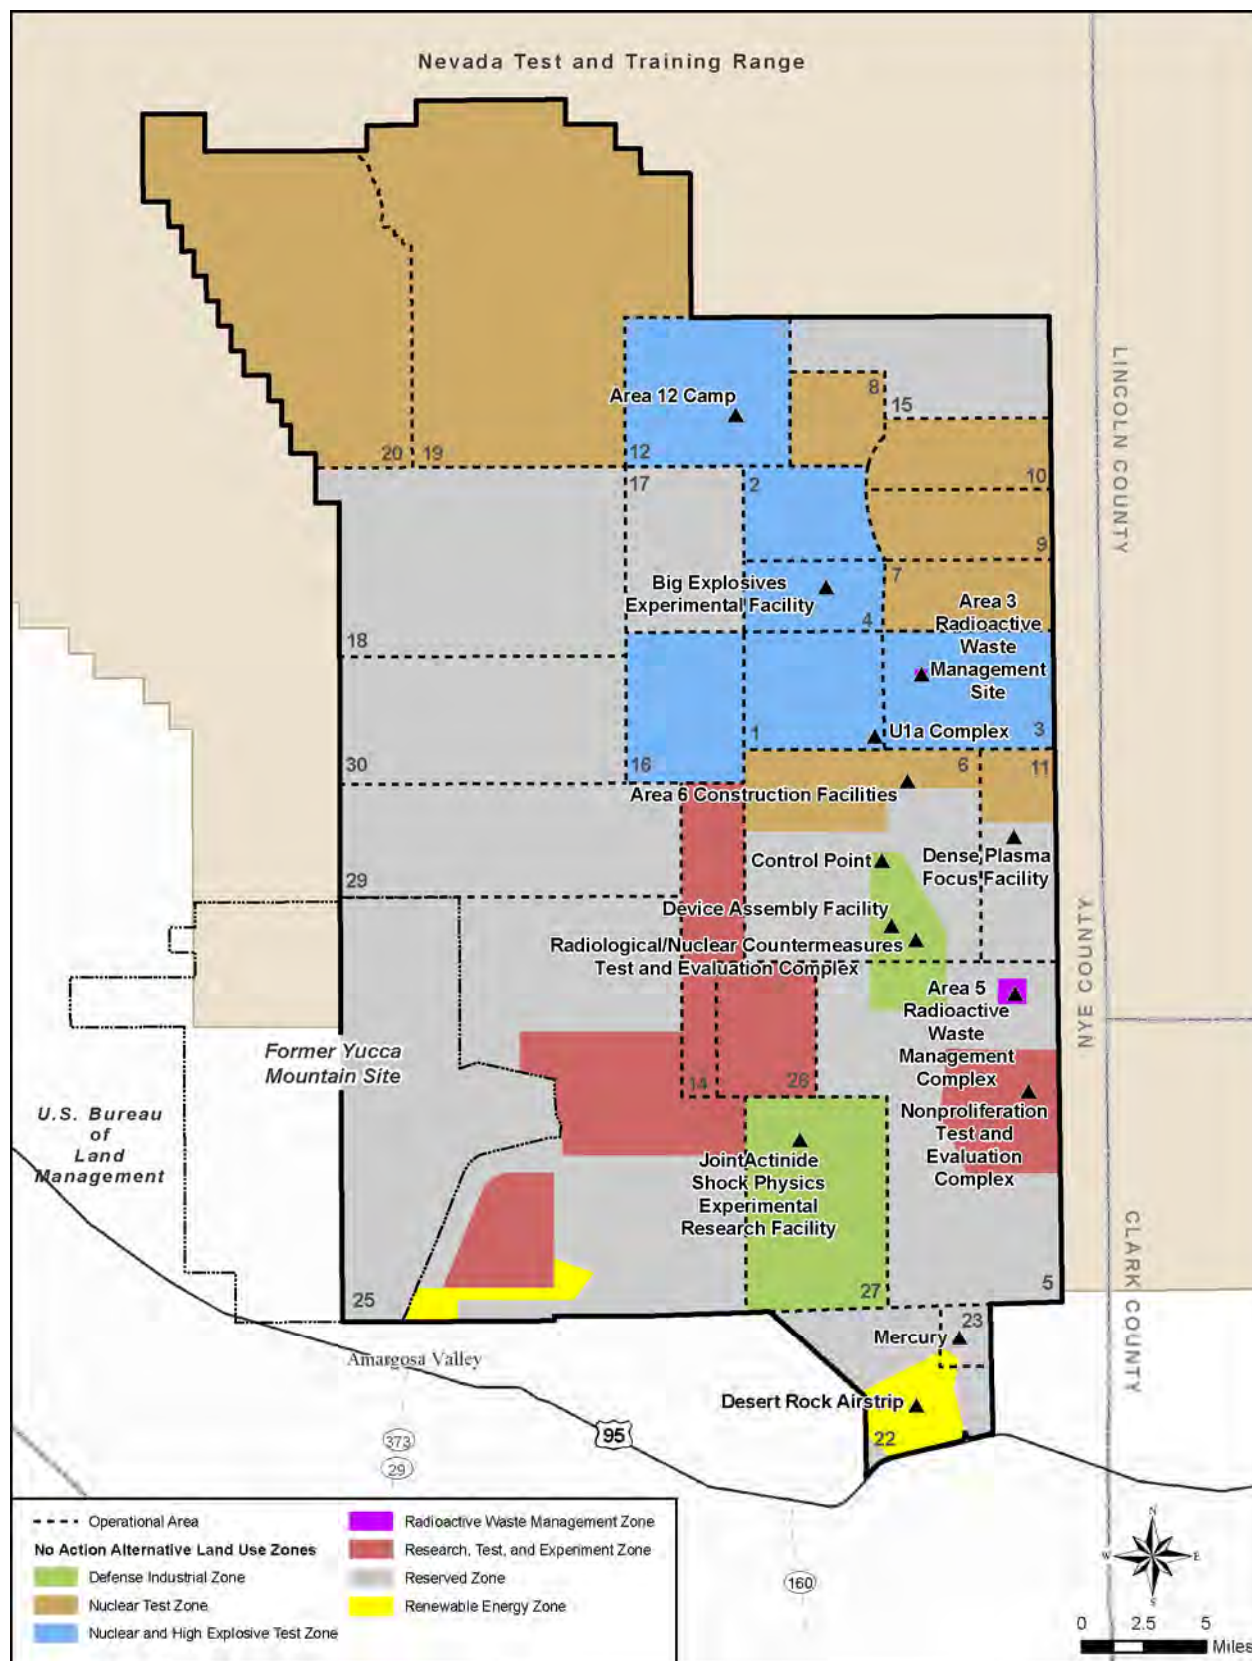 Nevada Test and Training Range
LINCOLN COUNTY
Area 12 Camp
8
15
20
19
12
10
17
2
9
Big Explosives
Experimental Facility
7
4
Area 3
Radioactive
Waste
Management
Site
18
U1a Complex
1
3
30
16
6
11
Area 6 Construction Facilities
Control Point
Dense Plasma
Focus Facility
29
Device Assembly Facility
Radiological/Nuclear Countermeasures
Test and Evaluation Complex
NYE COUNTY
Area 5
Radioactive
Waste
Management
Complex
Former Yucca
Mountain Site
14
26
U.S. Bureau
of
Land
Management
Nonproliferation
Test and
Evaluation
Complex
JointActinide
Shock Physics
Experimental
Research Facility
CLARK COUNTY
25
27
5
23
Mercury
Amargosa Valley
Desert Rock Airstrip
22
95
373
29
160
Operational Area
No Action Alternative Land Use Zones
Defense Industrial Zone
Nuclear Test Zone
Nuclear and High Explosive Test Zone
Radioactive Waste Management Zone
Research, Test, and Experiment Zone
Reserved Zone
Renewable Energy Zone
N
W E
S
0 2.5 5
Miles